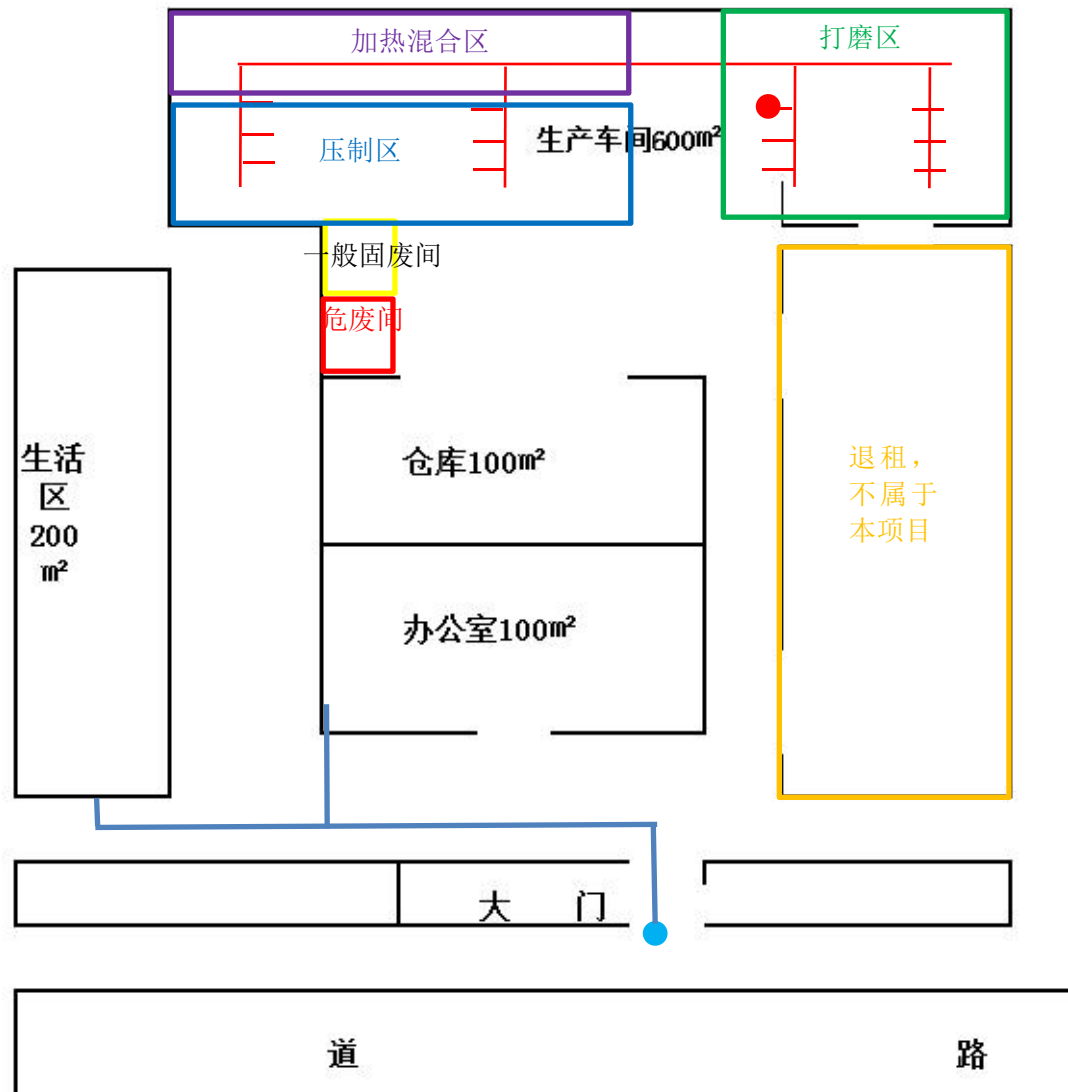 加热混合区
打磨区
压制区
生产车间600㎡
一般固废间
危废间
生活
区
200
㎡
仓库100㎡
退租，
不属于
本项目
办公室100㎡
大 门
道 路